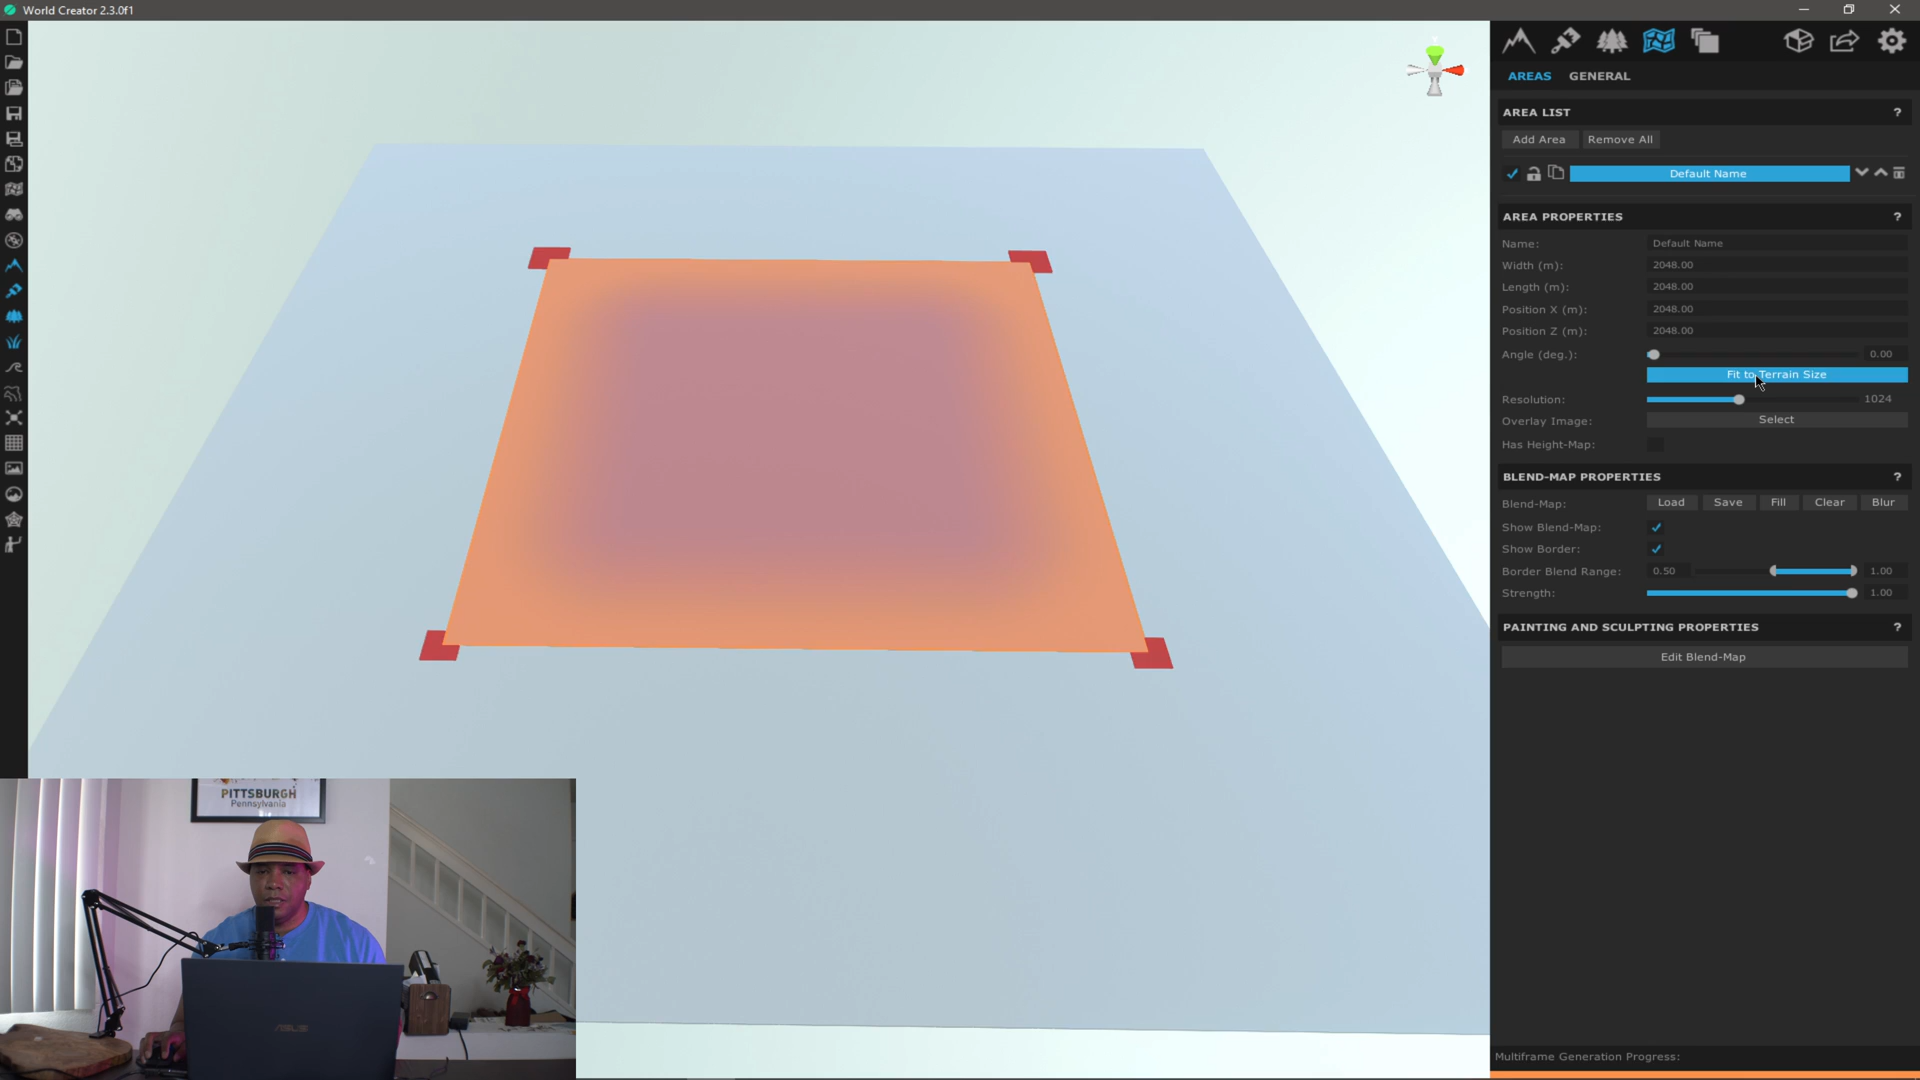 World Creator 2.3.0f1
AREAS GENERAL
AREA LIST ?
Add Area Remove All
Default Name
AREA PROPERTIES ?
Name: Default Name
Width (m): 2048.00
Length (m): 2048.00
Position X (m): 2048.00
Position Z (m): 2048.00
Angle (deg.): 0.00
Fit to Terrain Size
Resolution: 1024
Overlay Image: Select
Has Height-Map:
BLEND-MAP PROPERTIES ?
Blend-Map: Load Save Fill Clear Blur
Show Blend-Map:
Show Border:
Border Blend Range: 0.50 1.00
Strength: 1.00
PAINTING AND SCULPTING PROPERTIES ?
Edit Blend-Map
Multiframe Generation Progress:
PITTSBURGH
Pennsylvania
ASUS